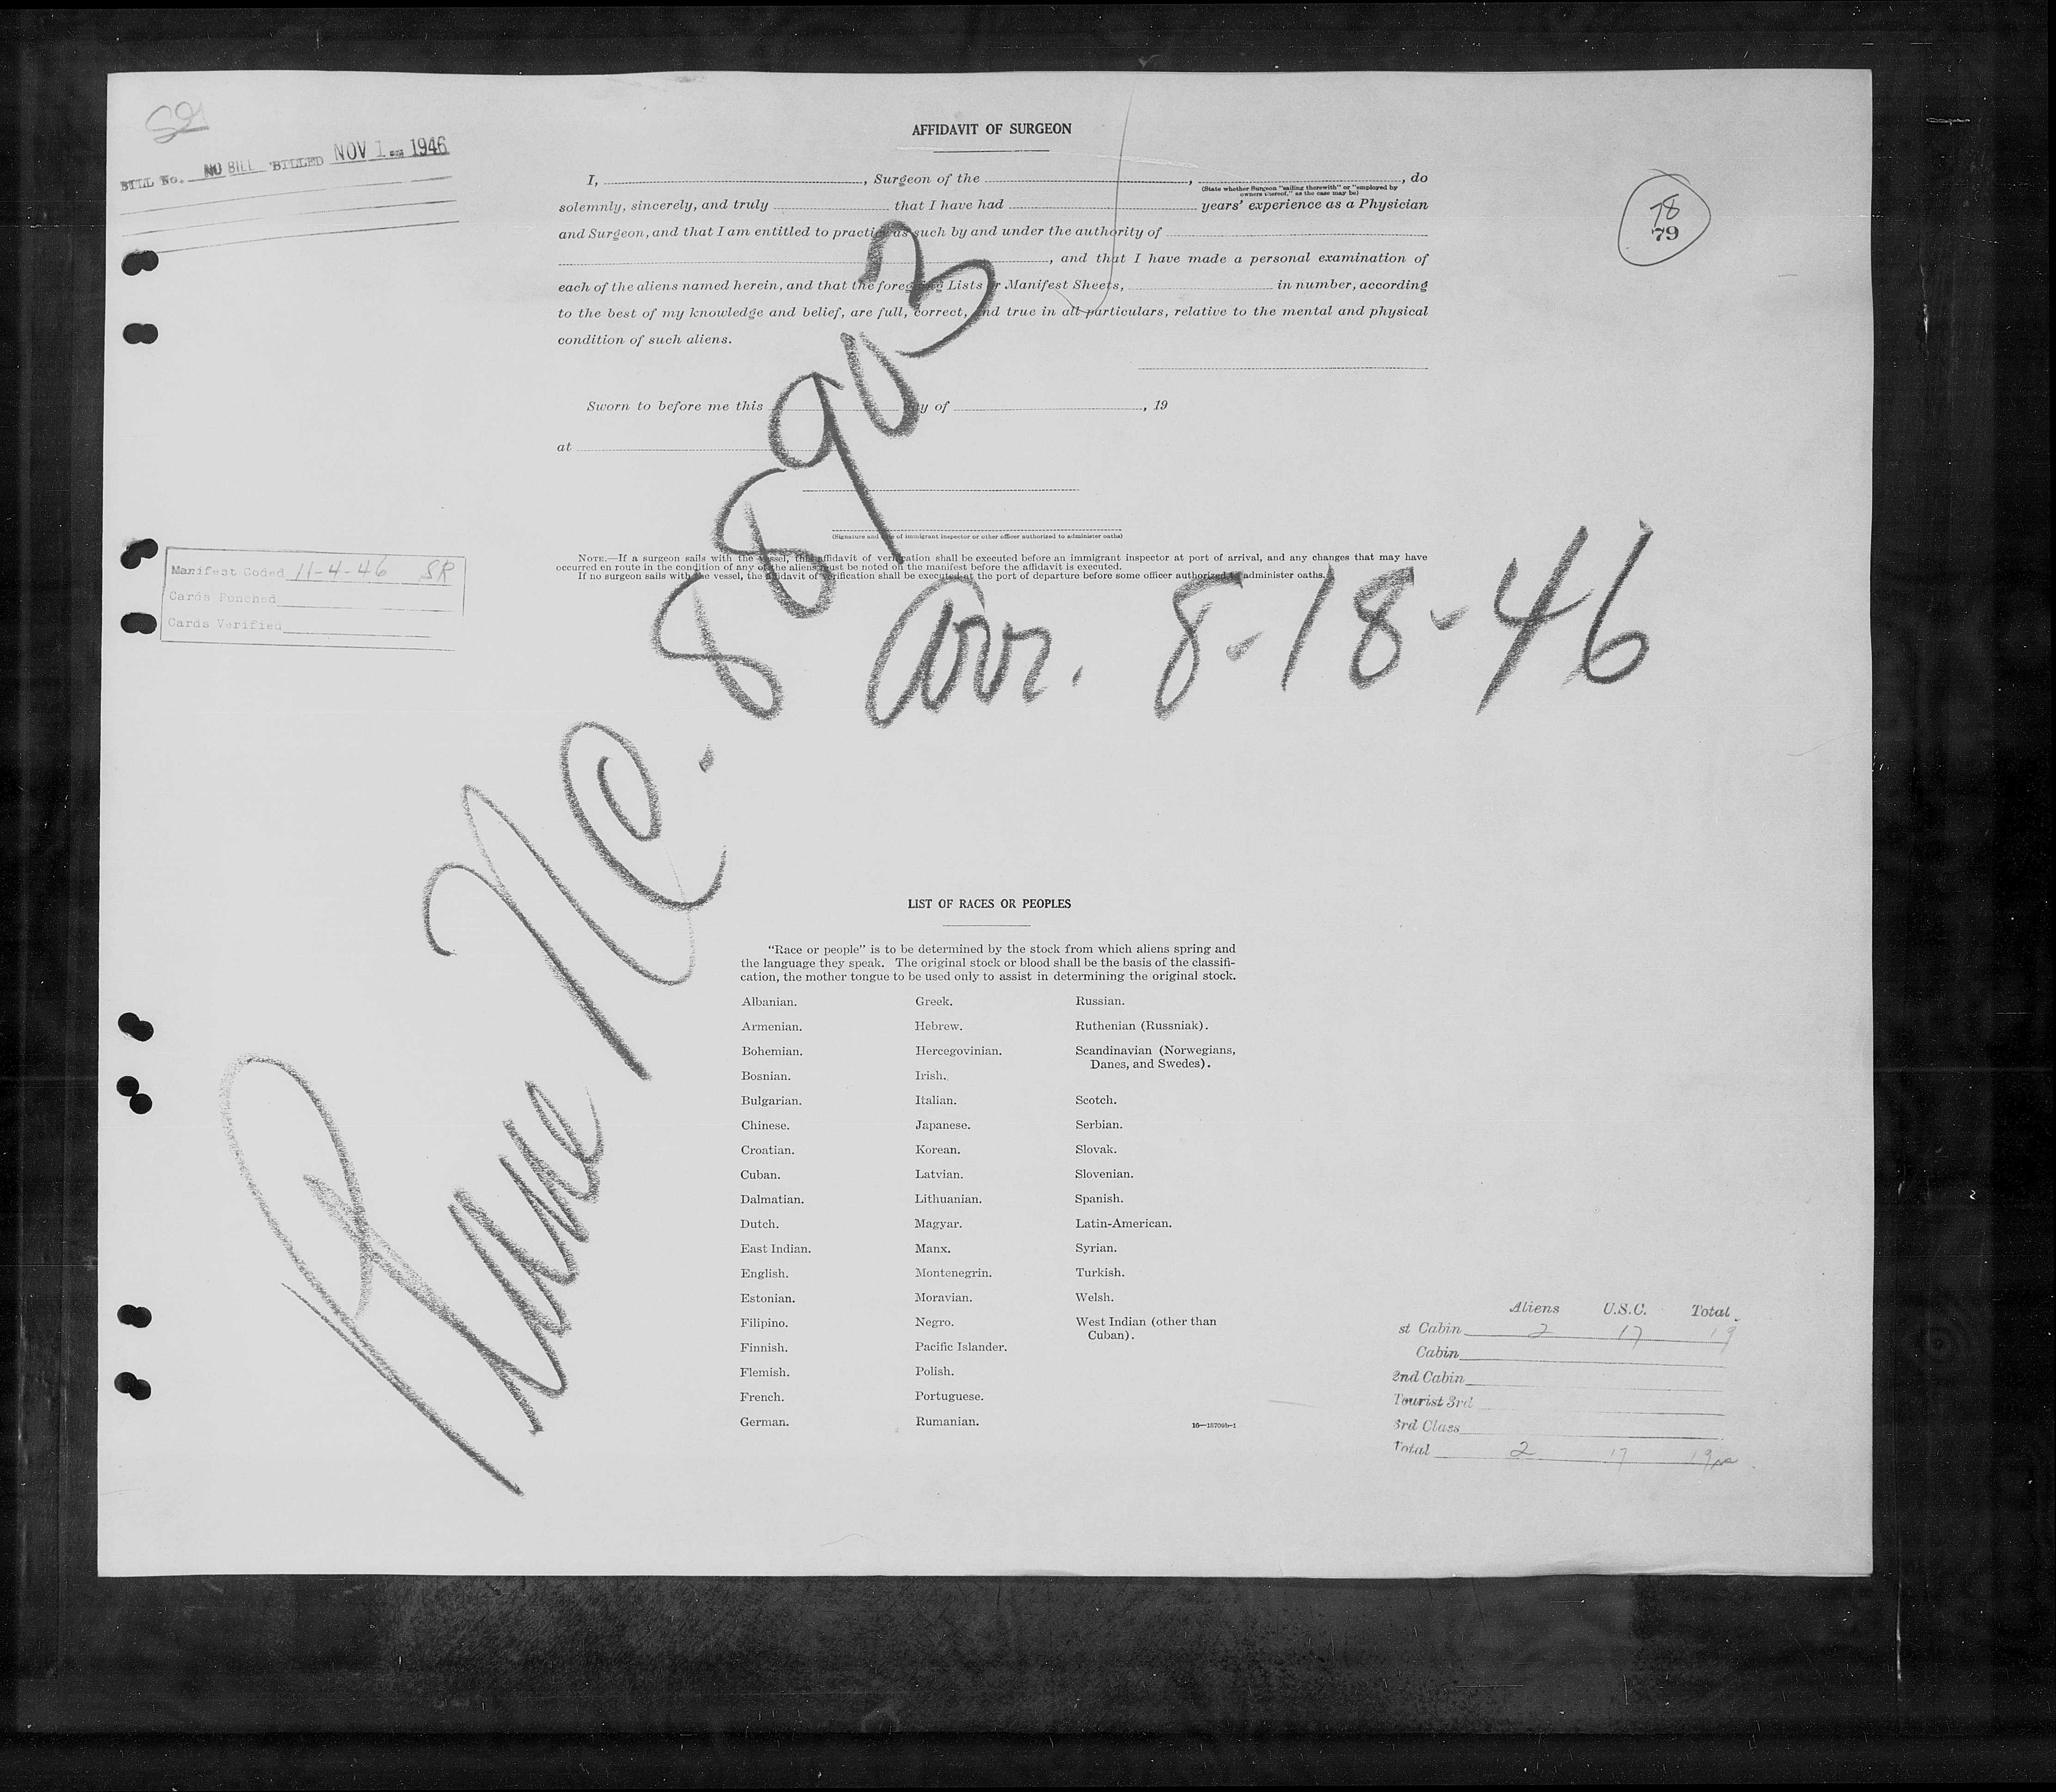 BILL No. NO BILL BILLED NOV 1 1946
AFFIDAVIT OF SURGEON
I, , Surgeon of the , , do
(State whether Surgeon "sailing therewith" or "employed by
owners thereof," as the case may be)
solemnly, sincerely, and truly that I have had years' experience as a Physician
and Surgeon, and that I am entitled to practice as such by and under the authority of
, and that I have made a personal examination of
each of the aliens named herein, and that the foregoing Lists or Manifest Sheets, in number, according
to the best of my knowledge and belief, are full, correct, and true in all particulars, relative to the mental and physical
condition of such aliens.
78
79
Sworn to before me this day of , 19
at
(Signature and title of immigrant inspector or other officer authorized to administer oaths)
NOTE.—If a surgeon sails with the vessel, this affidavit of verification shall be executed before an immigrant inspector at port of arrival, and any changes that may have
occurred en route in the condition of any of the aliens must be noted on the manifest before the affidavit is executed.
If no surgeon sails with the vessel, the affidavit of verification shall be executed at the port of departure before some officer authorized to administer oaths.
Manifest Coded 11-4-46 SR
Cards Punched
Cards Verified
Plane NC. 88903
Arr. 8-18-46
LIST OF RACES OR PEOPLES
"Race or people" is to be determined by the stock from which aliens spring and
the language they speak. The original stock or blood shall be the basis of the classifi-
cation, the mother tongue to be used only to assist in determining the original stock.
Albanian. Greek. Russian.
Armenian. Hebrew. Ruthenian (Russniak).
Bohemian. Hercegovinian. Scandinavian (Norwegians,
Danes, and Swedes).
Bosnian. Irish.
Bulgarian. Italian. Scotch.
Chinese. Japanese. Serbian.
Croatian. Korean. Slovak.
Cuban. Latvian. Slovenian.
Dalmatian. Lithuanian. Spanish.
Dutch. Magyar. Latin-American.
East Indian. Manx. Syrian.
English. Montenegrin. Turkish.
Estonian. Moravian. Welsh.
Filipino. Negro. West Indian (other than
Cuban).
Finnish. Pacific Islander.
Flemish. Polish.
French. Portuguese.
German. Rumanian.
16—18709b-1
Aliens U.S.C. Total
st Cabin 2 17 19
Cabin
2nd Cabin
Tourist 3rd
3rd Class
Total 2 17 19